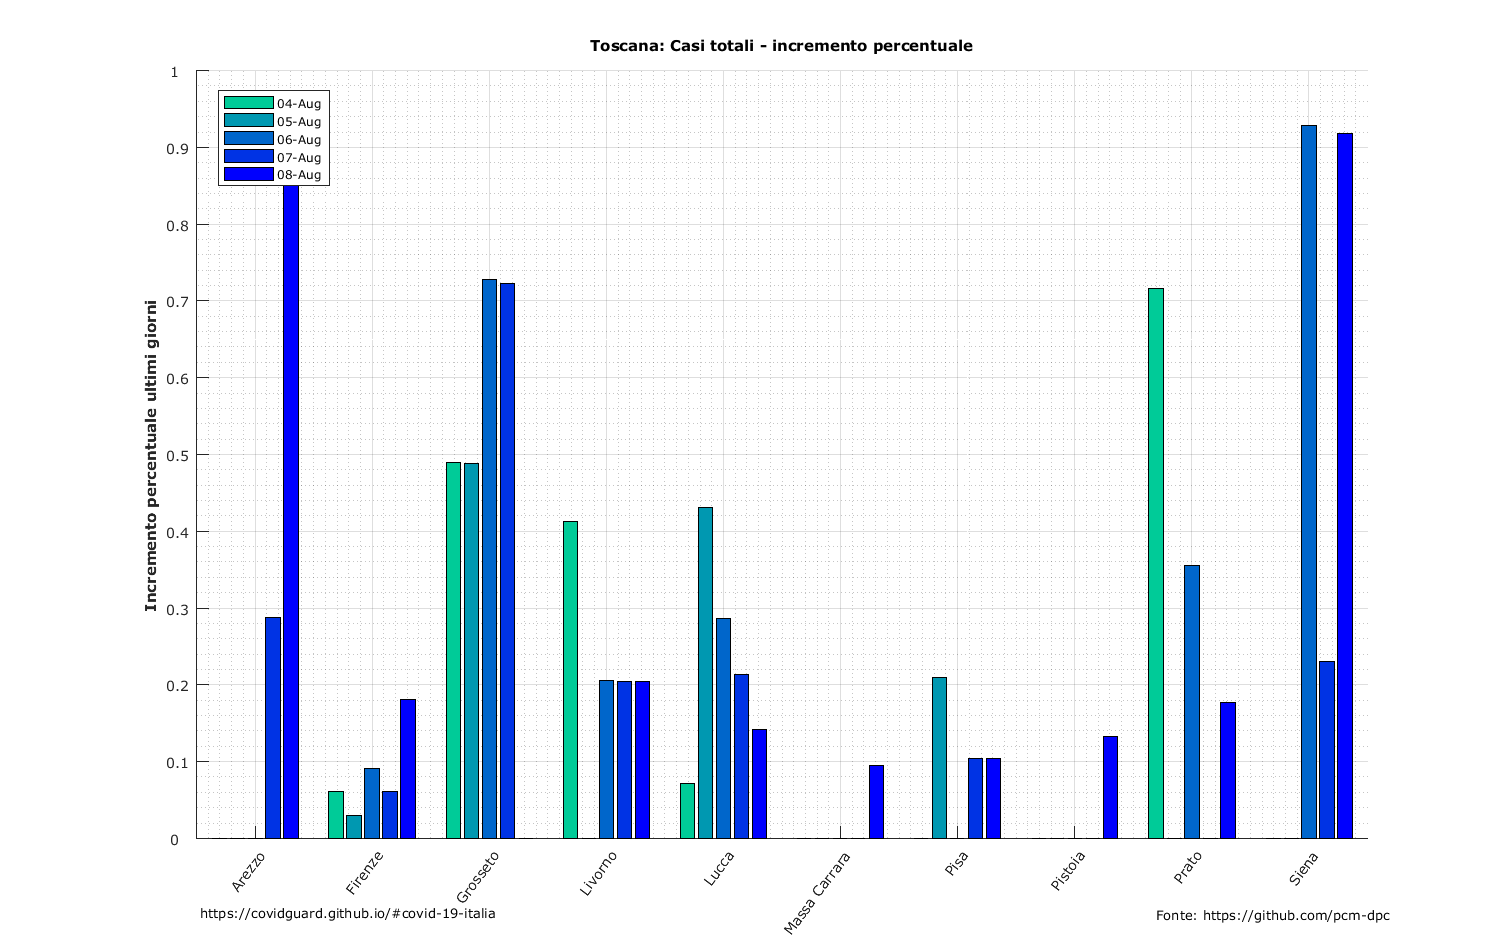 Toscana: Casi totali - incremento percentuale
Incremento percentuale ultimi giorni
1
0.9
0.8
0.7
0.6
0.5
0.4
0.3
0.2
0.1
0
04-Aug
05-Aug
06-Aug
07-Aug
08-Aug
Arezzo
Firenze
Grosseto
Livorno
Lucca
Massa Carrara
Pisa
Pistoia
Prato
Siena
https://covidguard.github.io/#covid-19-italia
Fonte: https://github.com/pcm-dpc